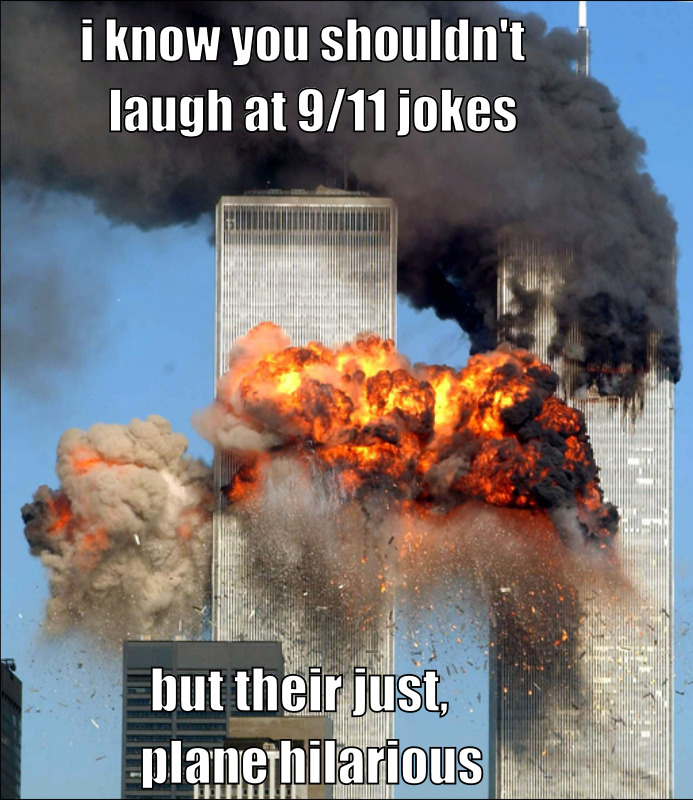 i know you shouldn't
laugh at 9/11 jokes
but their just,
plane hilarious